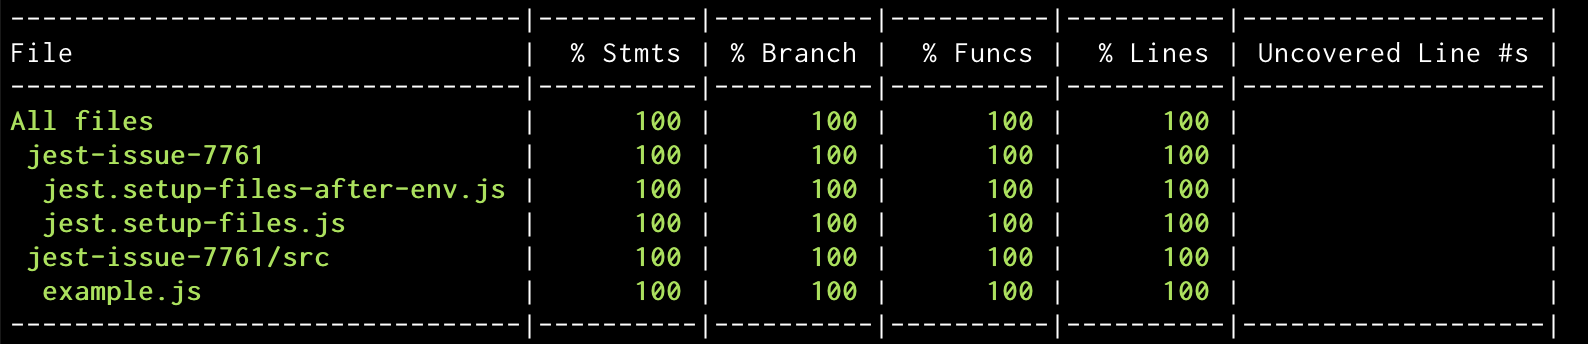 --------------------------------|----------|----------|----------|----------|-------------------|
File                            |  % Stmts | % Branch |  % Funcs |  % Lines | Uncovered Line #s |
--------------------------------|----------|----------|----------|----------|-------------------|
All files                       |      100 |      100 |      100 |      100 |                   |
 jest-issue-7761                |      100 |      100 |      100 |      100 |                   |
  jest.setup-files-after-env.js |      100 |      100 |      100 |      100 |                   |
  jest.setup-files.js           |      100 |      100 |      100 |      100 |                   |
 jest-issue-7761/src            |      100 |      100 |      100 |      100 |                   |
  example.js                    |      100 |      100 |      100 |      100 |                   |
--------------------------------|----------|----------|----------|----------|-------------------|